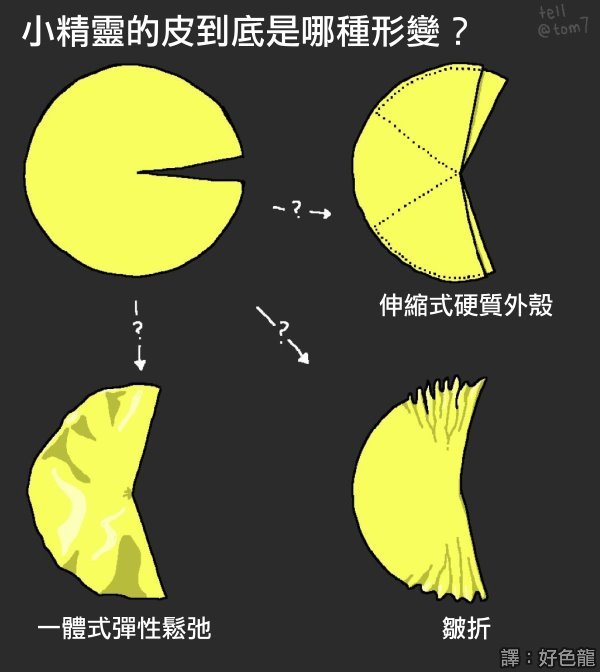 小精靈的皮到底是哪種形變？
tell
@tom7
?
?
?
伸縮式硬質外殼
一體式彈性鬆弛
皺折
譯：好色龍